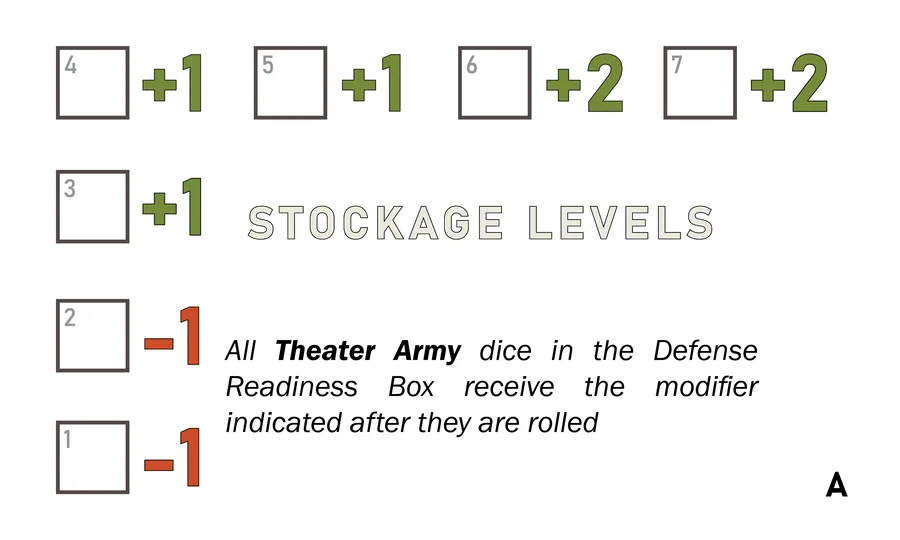 4 +1 5 +1 6 +2 7 +2
3 +1
STOCKAGE LEVELS
2 -1
All Theater Army dice in the Defense
Readiness Box receive the modifier
indicated after they are rolled
1 -1
A